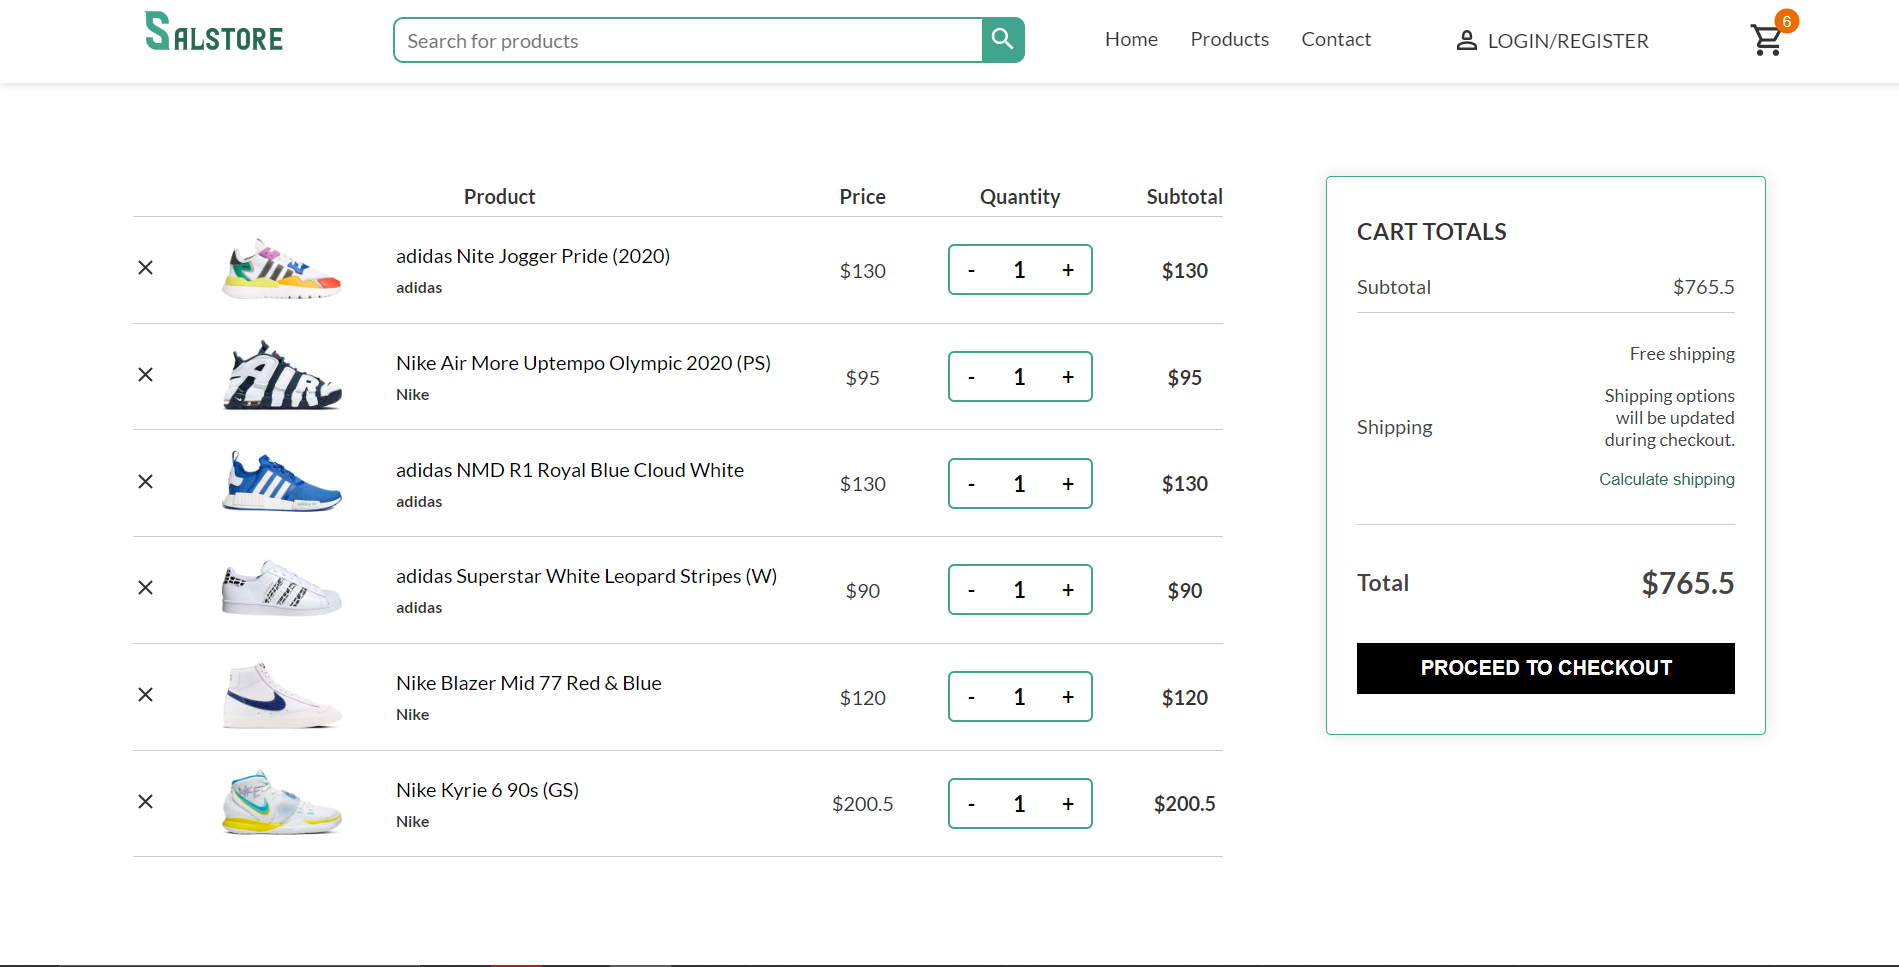 SALSTORE
Search for products
Home Products Contact
LOGIN/REGISTER
6
Product Price Quantity Subtotal
adidas Nite Jogger Pride (2020)
adidas
$130 - 1 + $130
Nike Air More Uptempo Olympic 2020 (PS)
Nike
$95 - 1 + $95
adidas NMD R1 Royal Blue Cloud White
adidas
$130 - 1 + $130
adidas Superstar White Leopard Stripes (W)
adidas
$90 - 1 + $90
Nike Blazer Mid 77 Red & Blue
Nike
$120 - 1 + $120
Nike Kyrie 6 90s (GS)
Nike
$200.5 - 1 + $200.5
CART TOTALS
Subtotal $765.5
Shipping
Free shipping
Shipping options
will be updated
during checkout.
Calculate shipping
Total $765.5
PROCEED TO CHECKOUT